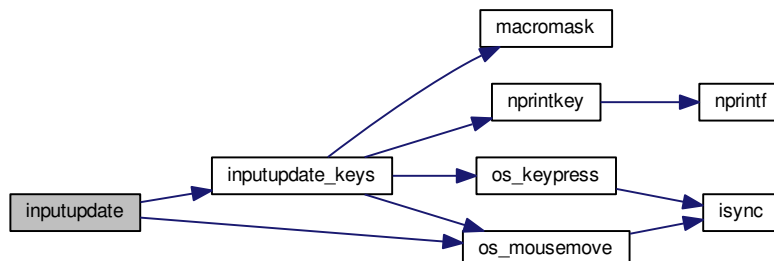 macromask
nprintkey
nprintf
inputupdate_keys
os_keypress
inputupdate
isync
os_mousemove